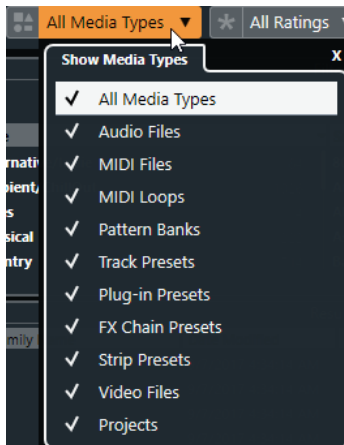 All Media Types
All Ratings
Show Media Types
X
All Media Types
Audio Files
MIDI Files
MIDI Loops
Pattern Banks
Track Presets
Plug-in Presets
FX Chain Presets
Strip Presets
Video Files
Projects